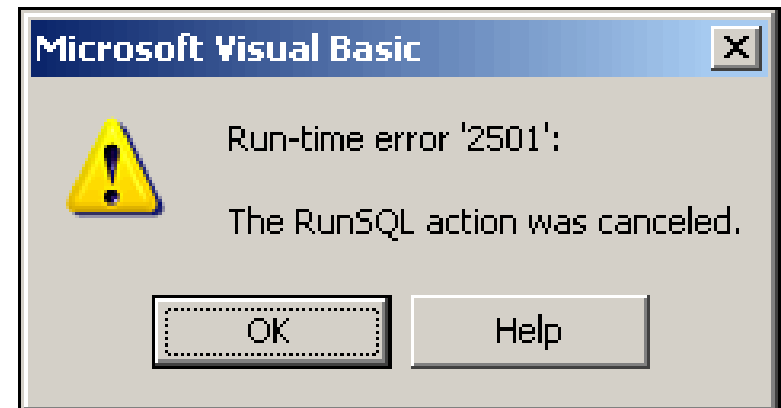 Microsoft Visual Basic
Run-time error '2501':
The RunSQL action was canceled.
OK
Help